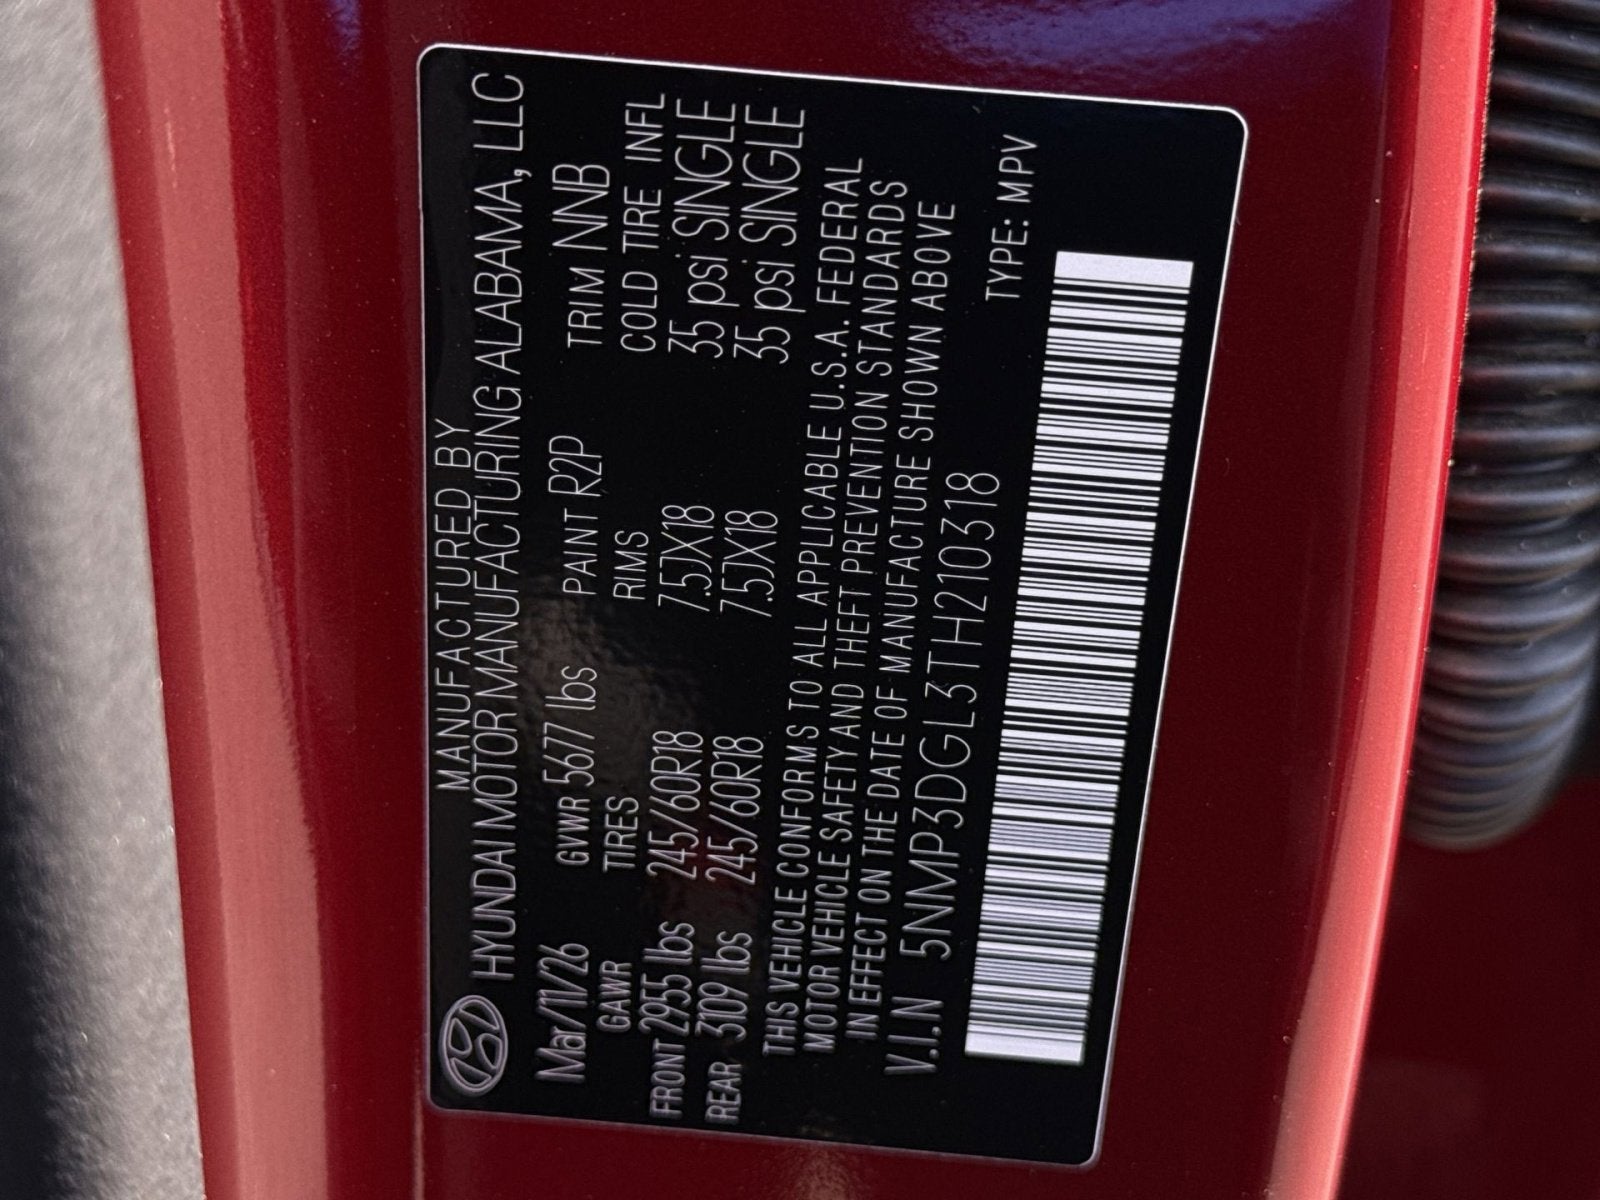 MANUFACTURED BY
HYUNDAI MOTOR MANUFACTURING ALABAMA, LLC
Mar/11/26 GVWR 5677 lbs PAINT R2P TRIM NNB
GAWR TIRES RIMS COLD TIRE INFL
FRONT 2955 lbs 245/60R18 7.5JX18 35 psi SINGLE
REAR 3109 lbs 245/60R18 7.5JX18 35 psi SINGLE
THIS VEHICLE CONFORMS TO ALL APPLICABLE U.S.A. FEDERAL
MOTOR VEHICLE SAFETY AND THEFT PREVENTION STANDARDS
IN EFFECT ON THE DATE OF MANUFACTURE SHOWN ABOVE
V.I.N 5NMP3DGL3TH210318 TYPE: MPV